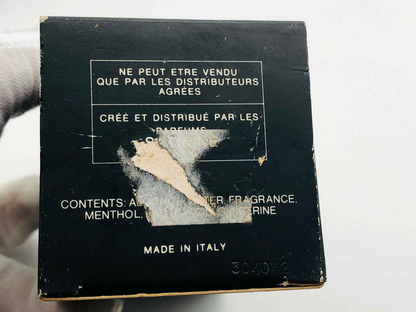 NE PEUT ETRE VENDU
QUE PAR LES DISTRIBUTEURS
AGRÉES
CRÉE ET DISTRIBUÉ PAR LES
PARFUMS
CONTENTS: FRAGRANCE,
MENTHOL,
MADE IN ITALY